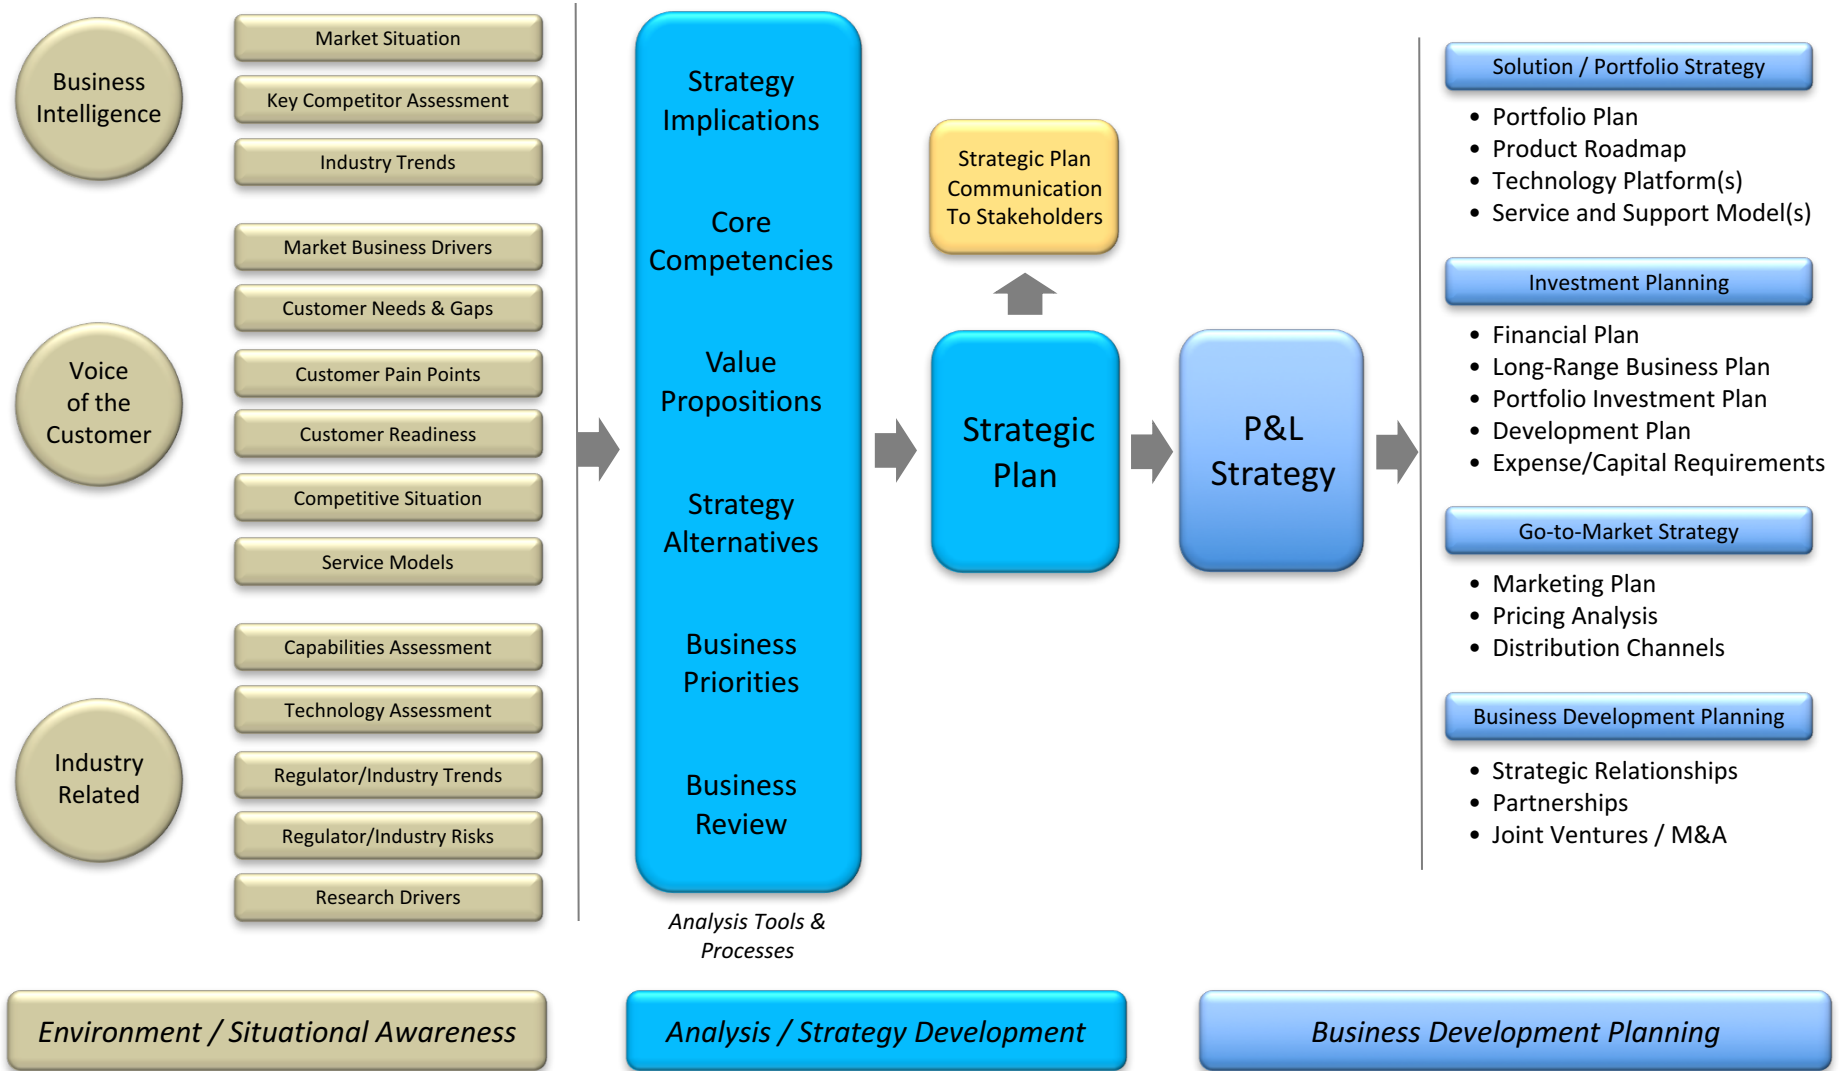 Business
Intelligence
Market Situation
Key Competitor Assessment
Industry Trends
Voice
of the
Customer
Market Business Drivers
Customer Needs & Gaps
Customer Pain Points
Customer Readiness
Competitive Situation
Service Models
Industry
Related
Capabilities Assessment
Technology Assessment
Regulator/Industry Trends
Regulator/Industry Risks
Research Drivers
Strategy
Implications
Core
Competencies
Value
Propositions
Strategy
Alternatives
Business
Priorities
Business
Review
Analysis Tools &
Processes
Strategic Plan
Communication
To Stakeholders
Strategic
Plan
P&L
Strategy
Solution / Portfolio Strategy
• Portfolio Plan
• Product Roadmap
• Technology Platform(s)
• Service and Support Model(s)
Investment Planning
• Financial Plan
• Long-Range Business Plan
• Portfolio Investment Plan
• Development Plan
• Expense/Capital Requirements
Go-to-Market Strategy
• Marketing Plan
• Pricing Analysis
• Distribution Channels
Business Development Planning
• Strategic Relationships
• Partnerships
• Joint Ventures / M&A
Environment / Situational Awareness
Analysis / Strategy Development
Business Development Planning